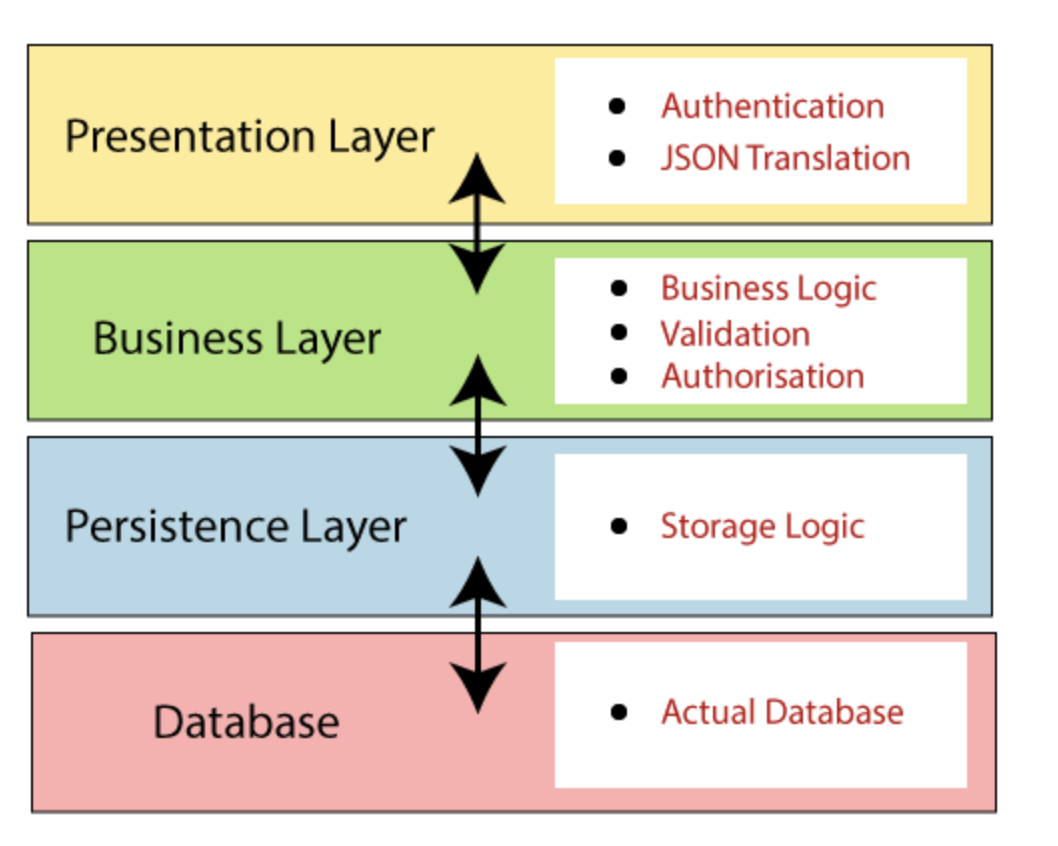 Presentation Layer
• Authentication
• JSON Translation
Business Layer
• Business Logic
• Validation
• Authorisation
Persistence Layer
• Storage Logic
Database
• Actual Database